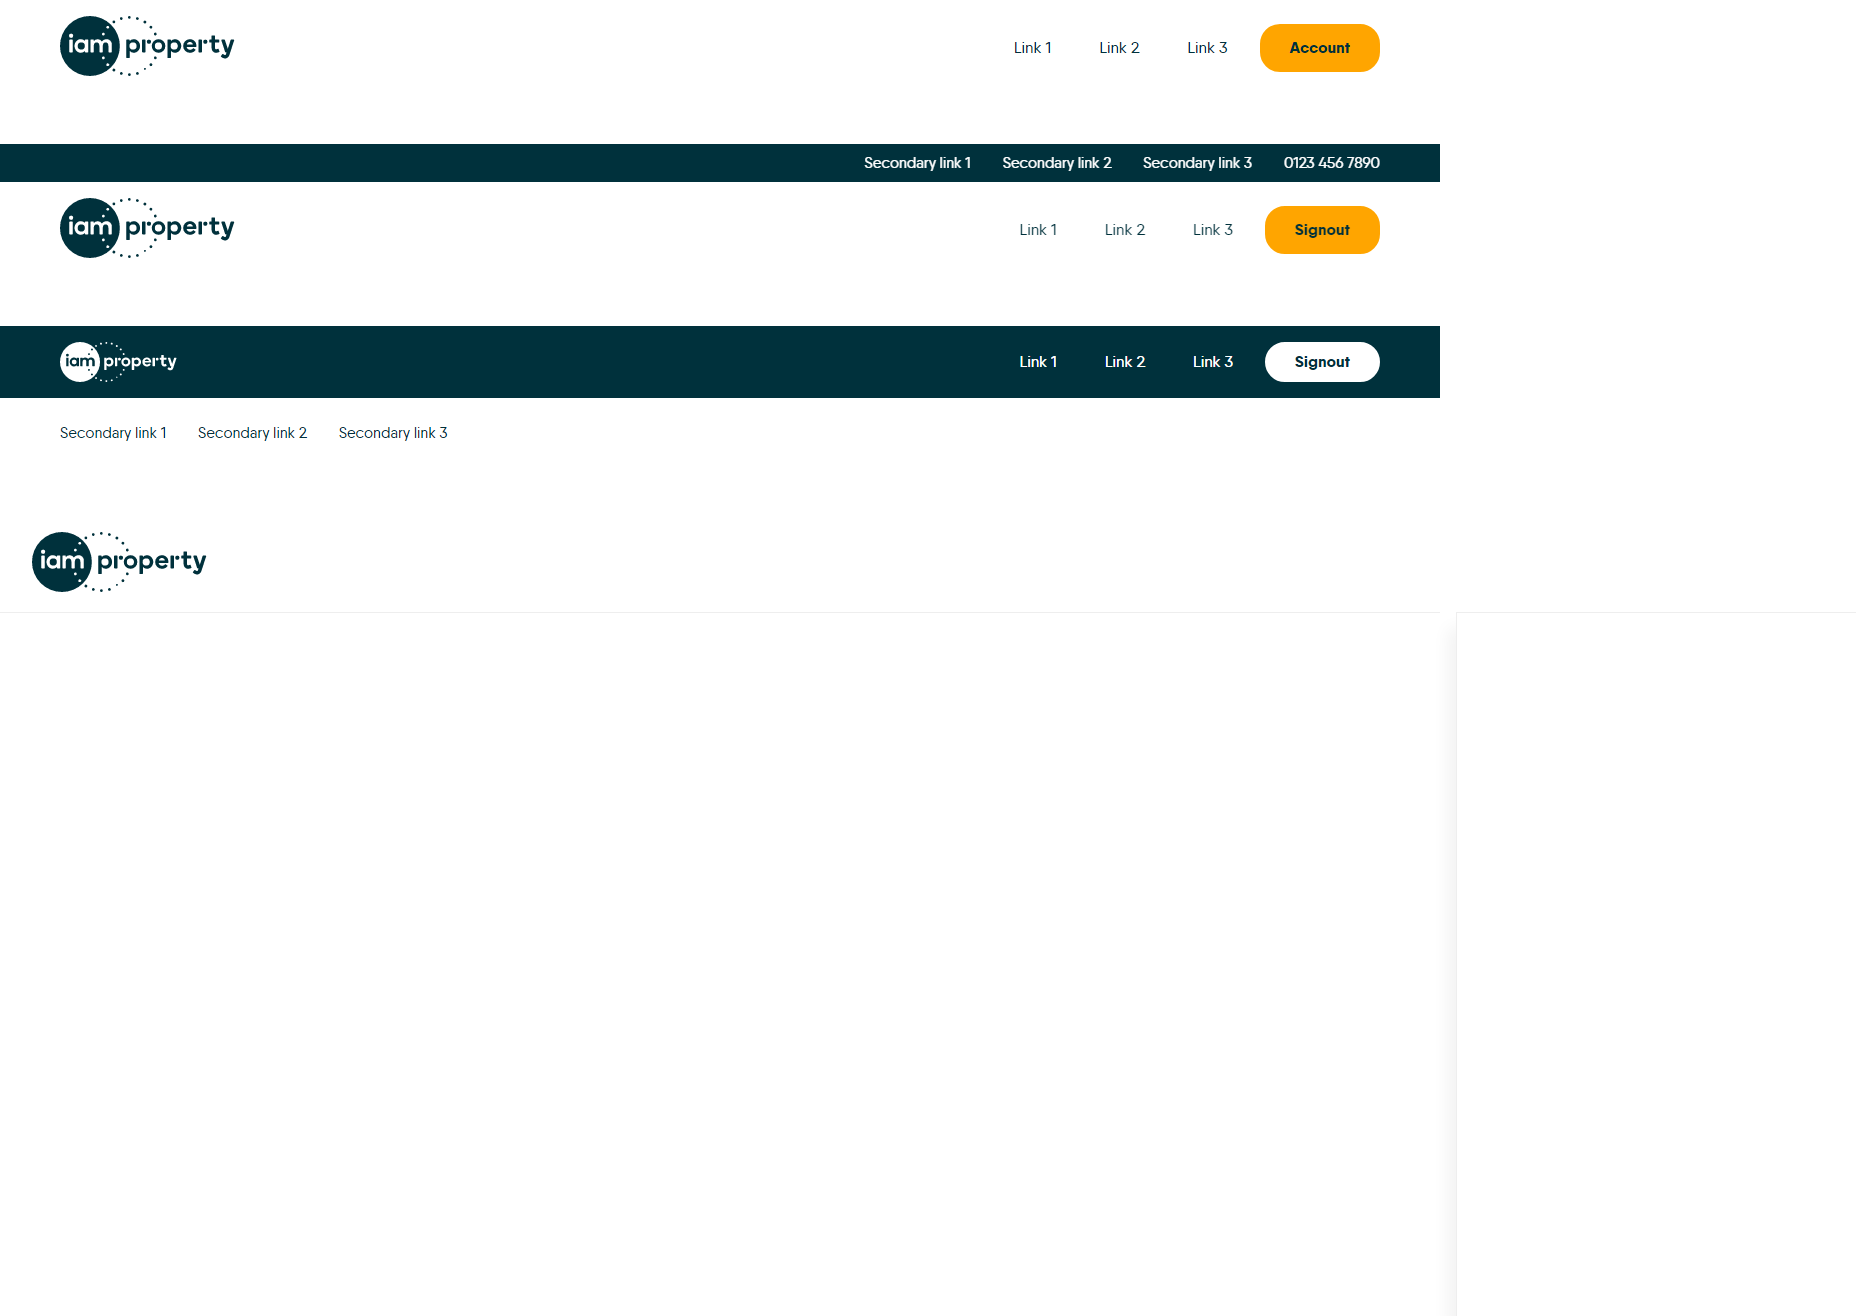 iam property Link 1 Link 2 Link 3 Account
Secondary link 1 Secondary link 2 Secondary link 3 0123 456 7890
iam property Link 1 Link 2 Link 3 Signout
iam property Link 1 Link 2 Link 3 Signout
Secondary link 1 Secondary link 2 Secondary link 3
iam property